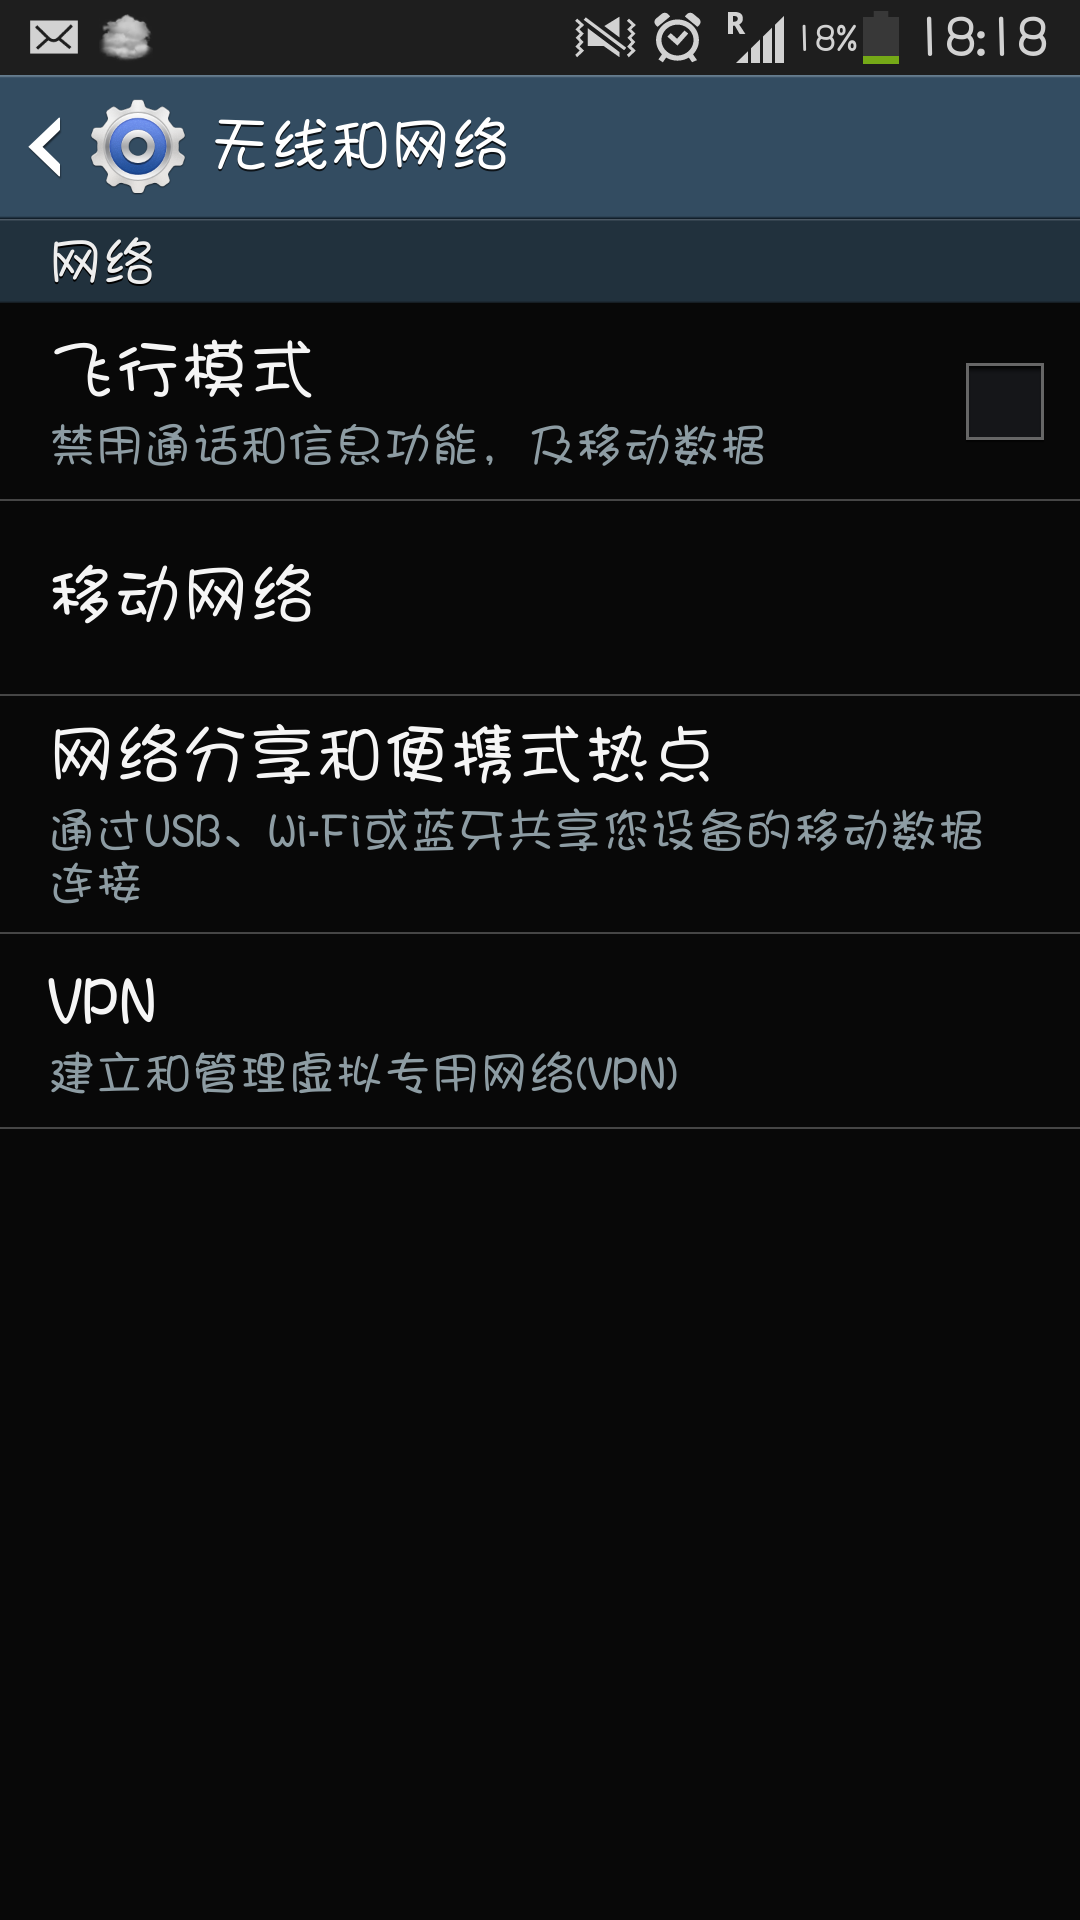 R 18% 18:18
无线和网络
网络
飞行模式
禁用通话和信息功能，及移动数据
移动网络
网络分享和便携式热点
通过USB、Wi-Fi或蓝牙共享您设备的移动数据
连接
VPN
建立和管理虚拟专用网络(VPN)